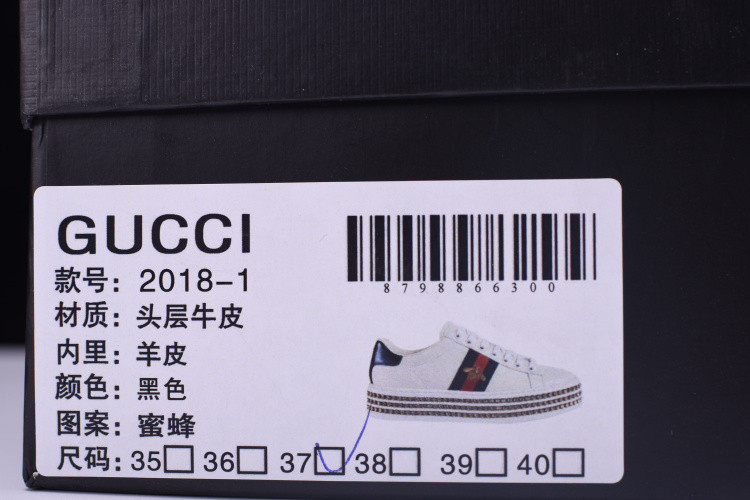 GUCCI
款号：2018-1
材质：头层牛皮
内里：羊皮
颜色：黑色
图案：蜜蜂
尺码：35□ 36□ 37□ 38□ 39□ 40□
8798866300